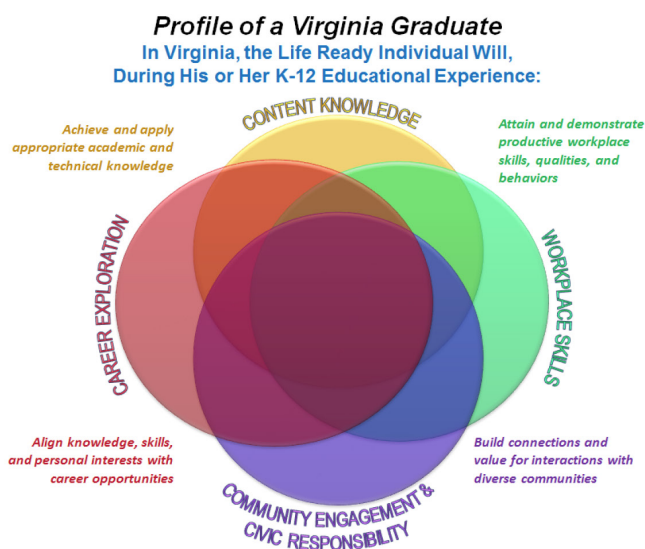 Profile of a Virginia Graduate
In Virginia, the Life Ready Individual Will,
During His or Her K-12 Educational Experience:
CONTENT KNOWLEDGE
Achieve and apply
appropriate academic and
technical knowledge
Attain and demonstrate
productive workplace
skills, qualities, and
behaviors
CAREER EXPLORATION
WORKPLACE SKILLS
Align knowledge, skills,
and personal interests with
career opportunities
Build connections and
value for interactions with
diverse communities
COMMUNITY ENGAGEMENT &
CIVIC RESPONSIBILITY